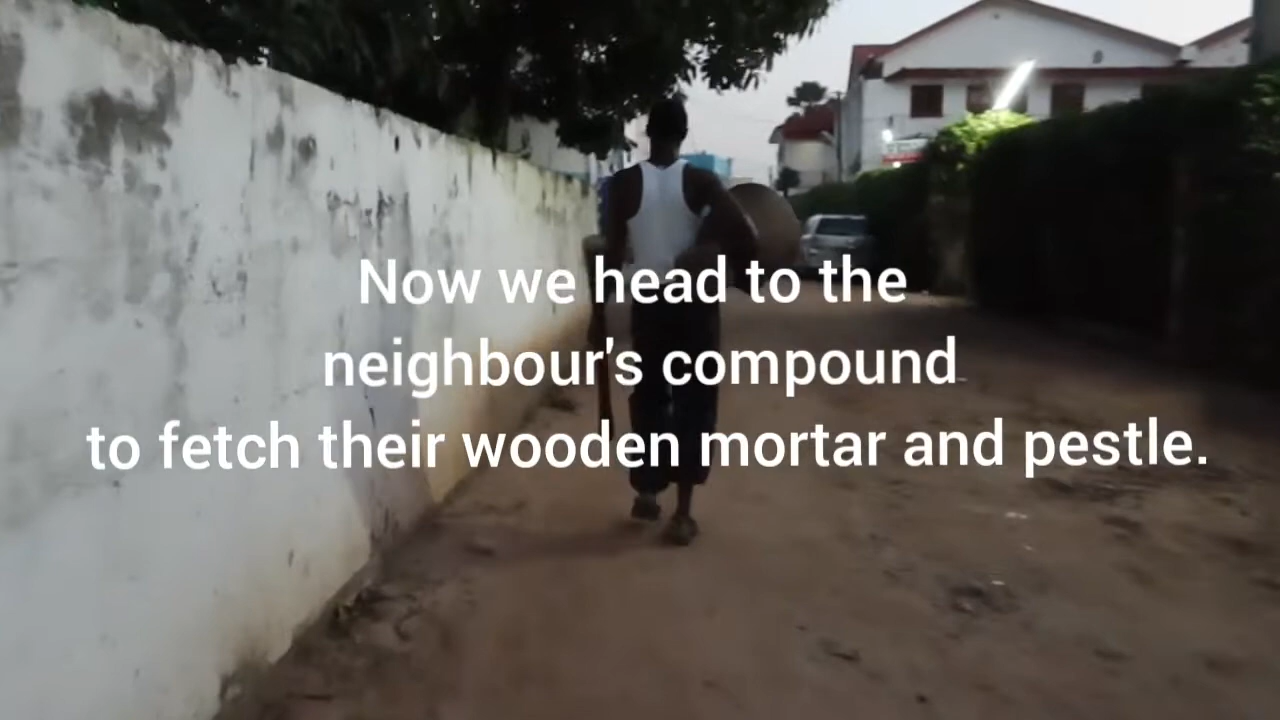 Now we head to the
neighbour's compound
to fetch their wooden mortar and pestle.